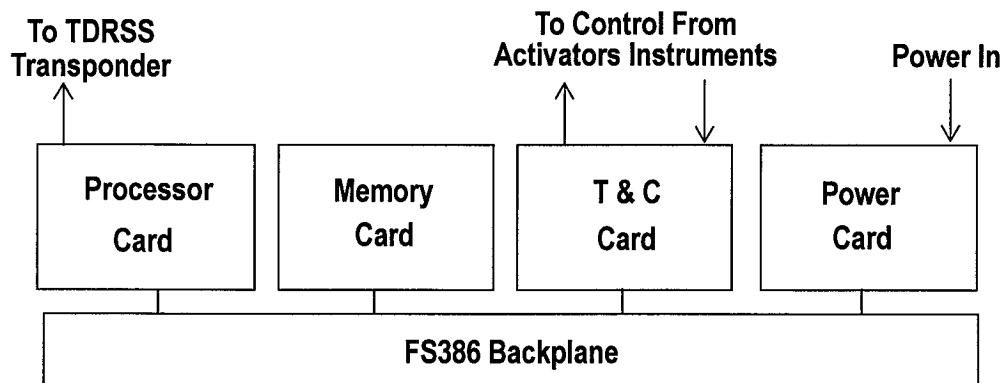 To TDRSS
Transponder
To Control From
Activators Instruments
Power In
Processor
Card
Memory
Card
T & C
Card
Power
Card
FS386 Backplane